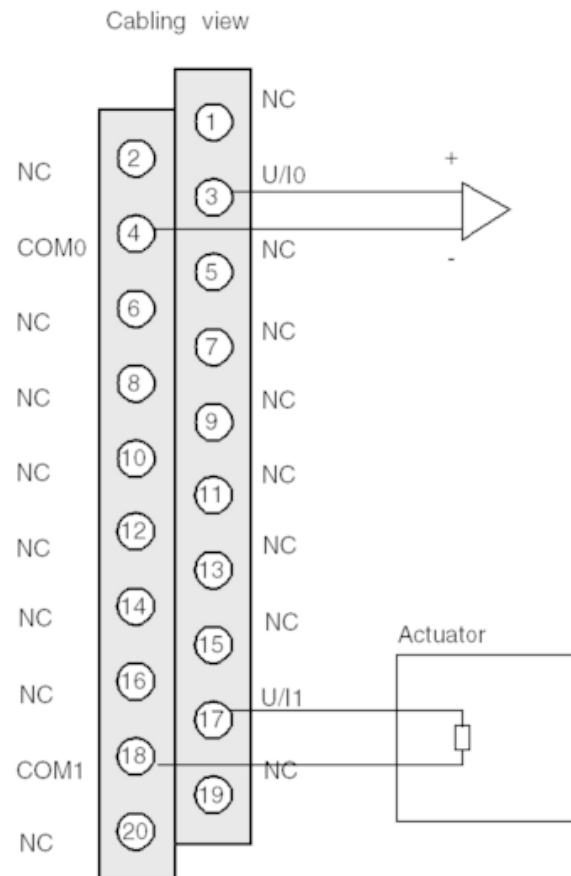 Cabling view
NC
1
2
NC
U/I0
+
3
4
COM0
NC
-
5
6
NC
7
NC
8
NC
9
NC
10
NC
11
NC
12
NC
13
NC
14
NC
15
NC
Actuator
16
NC
U/I1
17
18
COM1
NC
19
20
NC